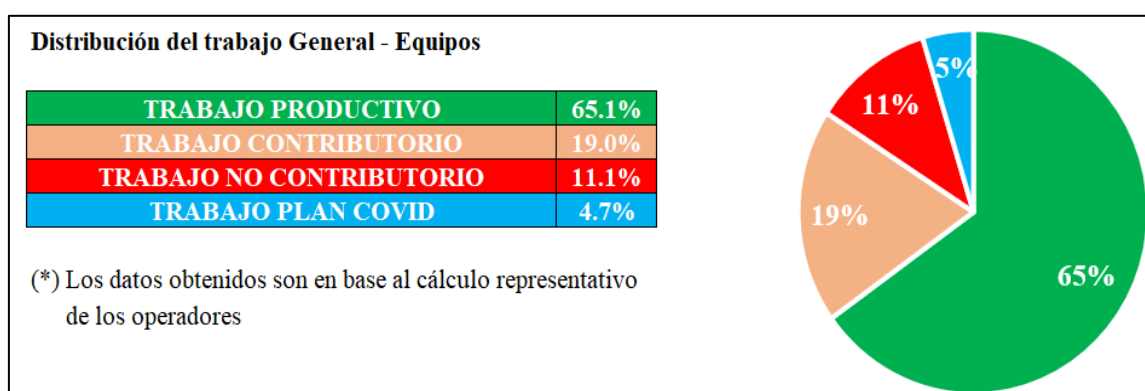 Distribución del trabajo General - Equipos
TRABAJO PRODUCTIVO 65.1%
TRABAJO CONTRIBUTORIO 19.0%
TRABAJO NO CONTRIBUTORIO 11.1%
TRABAJO PLAN COVID 4.7%
(*) Los datos obtenidos son en base al cálculo representativo
de los operadores
5%
11%
19%
65%